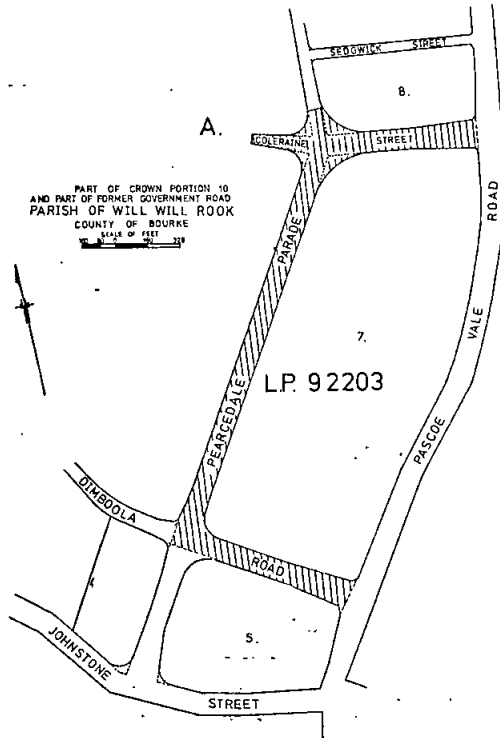 SEDGWICK STREET
8.
A.
COLERAINE STREET
PART OF CROWN PORTION 10
AND PART OF FORMER GOVERNMENT ROAD
PARISH OF WILL WILL ROOK
COUNTY OF BOURKE
SCALE OF FEET
PEARCEDALE PARADE
7.
L.P. 92203
PASCOE VALE ROAD
DIMBOOLA ROAD
4
5.
JOHNSTONE STREET